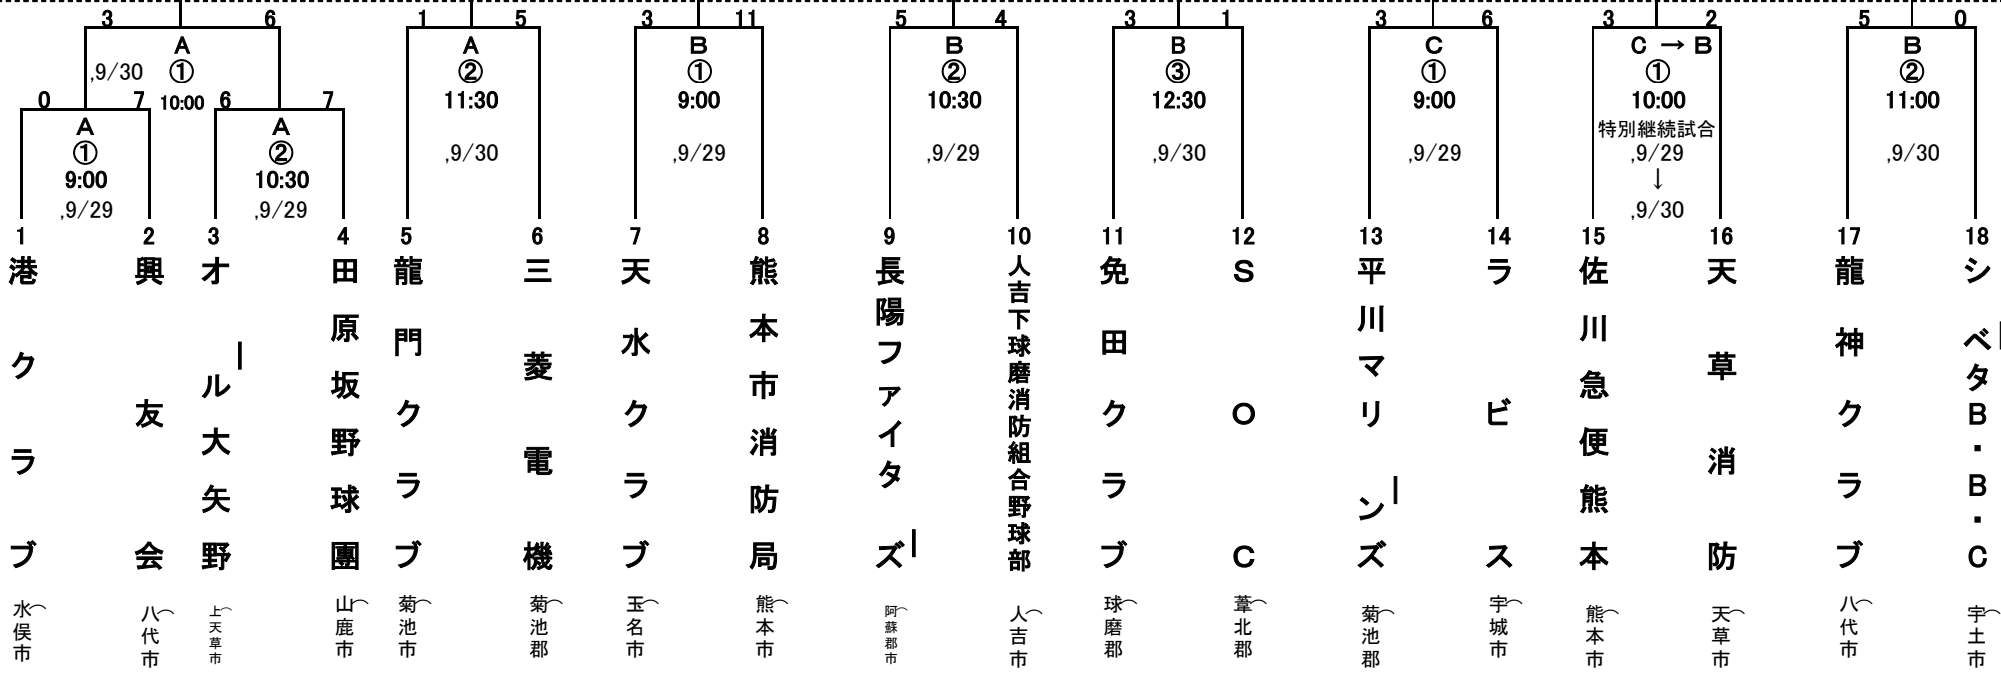 3 6 1 5 3 11 5 4 3 1 3 6 3 2 5 0
A A B B B C C → B B
,9/30 ① ② ① ② ③ ① ① ②
0 7 10:00 6 7 11:30 9:00 10:30 12:30 9:00 10:00 11:00
A A 特別継続試合
① ② ,9/30 ,9/29 ,9/29 ,9/30 ,9/29 ,9/29 ,9/30
9:00 10:30 ↓
,9/29 ,9/29 ,9/30
1 2 3 4 5 6 7 8 9 10 11 12 13 14 15 16 17 18
港クラブ
興友会
オール大矢野
田原坂野球團
龍門クラブ
三菱電機
天水クラブ
熊本市消防局
長陽ファイターズ
人吉下球磨消防組合野球部
免田クラブ
SOC
平川マリーンズ
ラビス
佐川急便熊本
天草消防
龍神クラブ
シーベタB・B・C
(水俣市
(八代市
(上天草市
(山鹿市
(菊池市
(菊池郡
(玉名市
(熊本市
(阿蘇郡市
(人吉市
(球磨郡
(葦北郡
(菊池郡
(宇城市
(熊本市
(天草市
(八代市
(宇土市